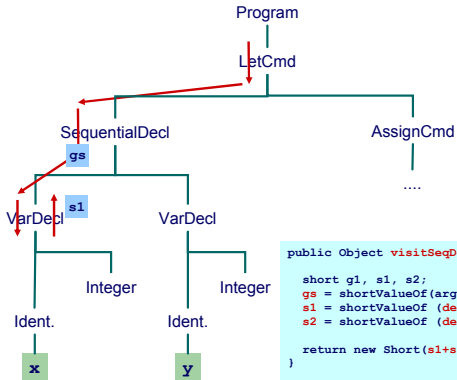 Program
LetCmd
SequentialDecl
AssignCmd
gs
....
s1
VarDecl
VarDecl
Integer
Integer
Ident.
Ident.
x
y
public Object visitSeqD
short g1, s1, s2;
gs = shortValueOf(arg
s1 = shortValueOf (de
s2 = shortValueOf (de
return new Short(s1+s
}